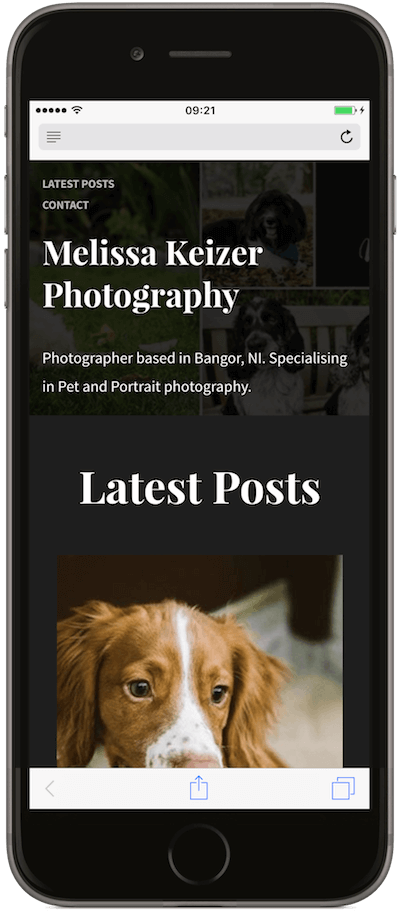 09:21
LATEST POSTS
CONTACT
Melissa Keizer
Photography
Photographer based in Bangor, NI. Specialising
in Pet and Portrait photography.
Latest Posts